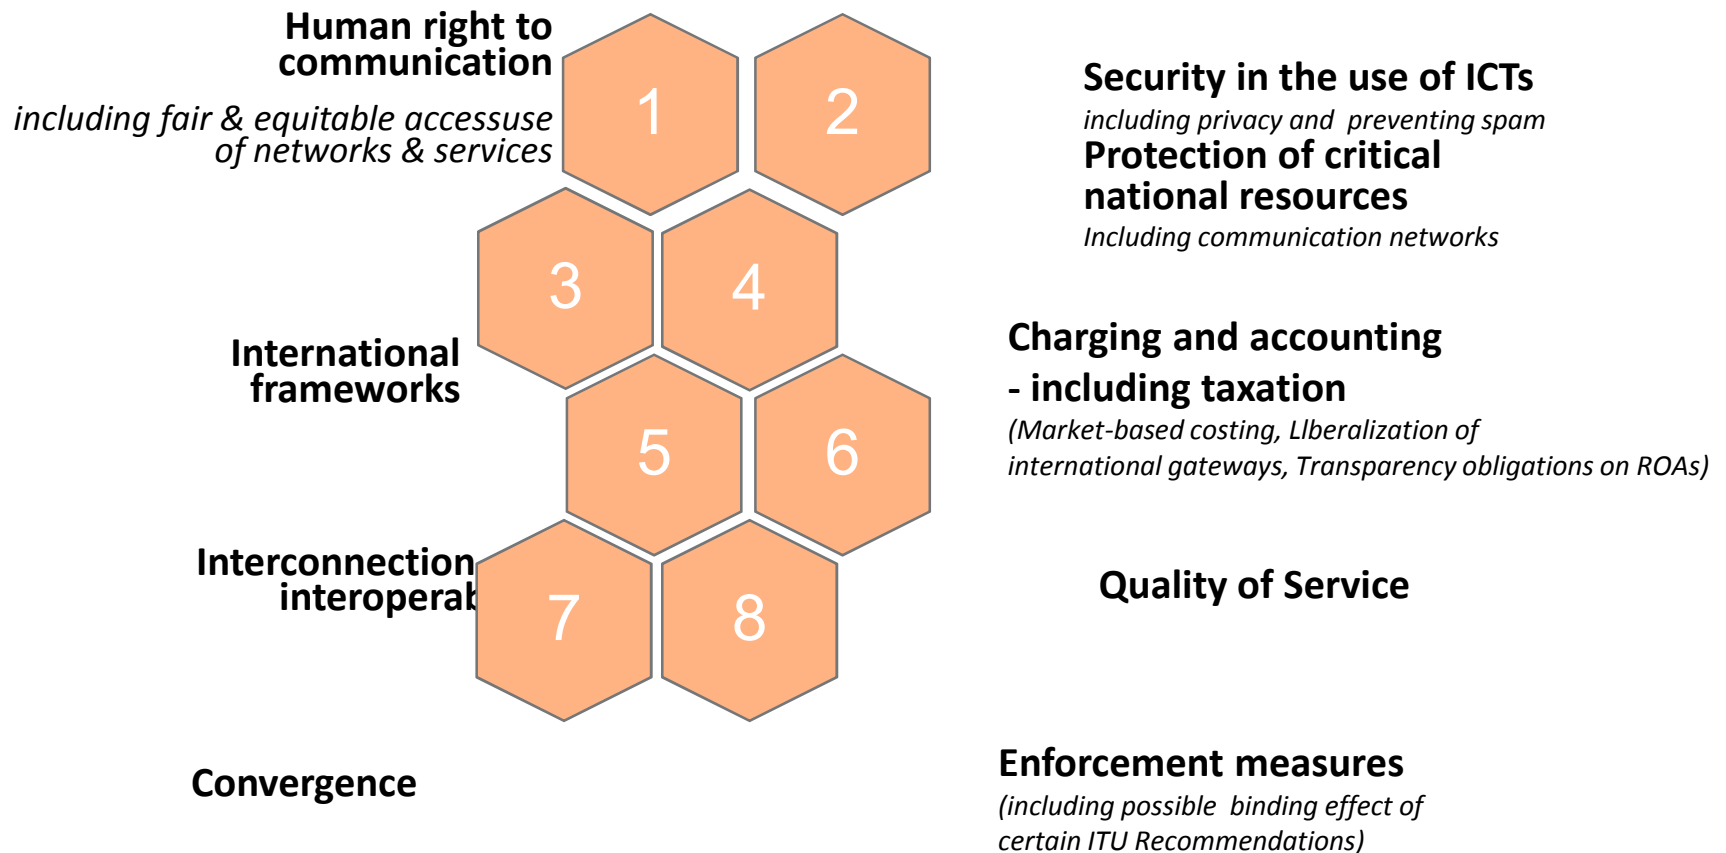 Human right to
communication
including fair & equitable accessuse
of networks & services
1
2
Security in the use of ICTs
including privacy and preventing spam
Protection of critical
national resources
Including communication networks
3
4
International
frameworks
Charging and accounting
- including taxation
(Market-based costing, LIberalization of
international gateways, Transparency obligations on ROAs)
5
6
Interconnection
7
8
Quality of Service
Convergence
Enforcement measures
(including possible binding effect of
certain ITU Recommendations)